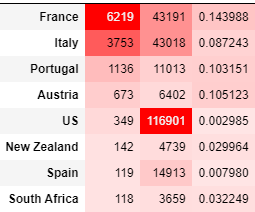 France 6219 43191 0.143988
Italy 3753 43018 0.087243
Portugal 1136 11013 0.103151
Austria 673 6402 0.105123
US 349 116901 0.002985
New Zealand 142 4739 0.029964
Spain 119 14913 0.007980
South Africa 118 3659 0.032249